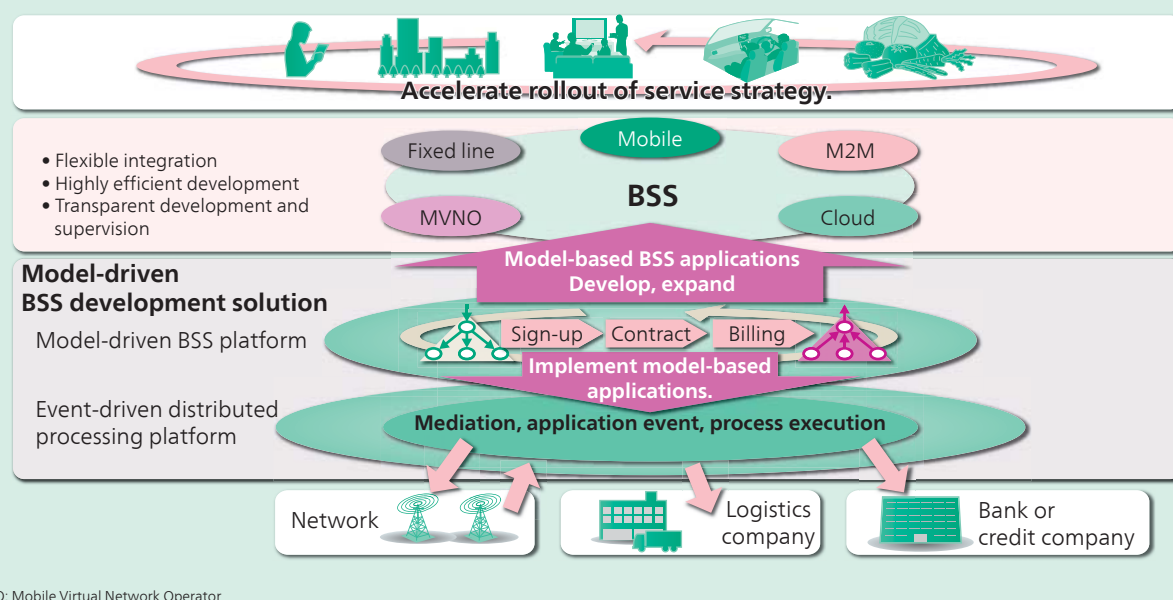 Accelerate rollout of service strategy.
• Flexible integration
• Highly efficient development
• Transparent development and
supervision
Fixed line
Mobile
M2M
BSS
MVNO
Cloud
Model-based BSS applications
Develop, expand
Model-driven
BSS development solution
Model-driven BSS platform
Sign-up
Contract
Billing
Implement model-based
applications.
Event-driven distributed
processing platform
Mediation, application event, process execution
Network
Logistics
company
Bank or
credit company
: Mobile Virtual Network Operator